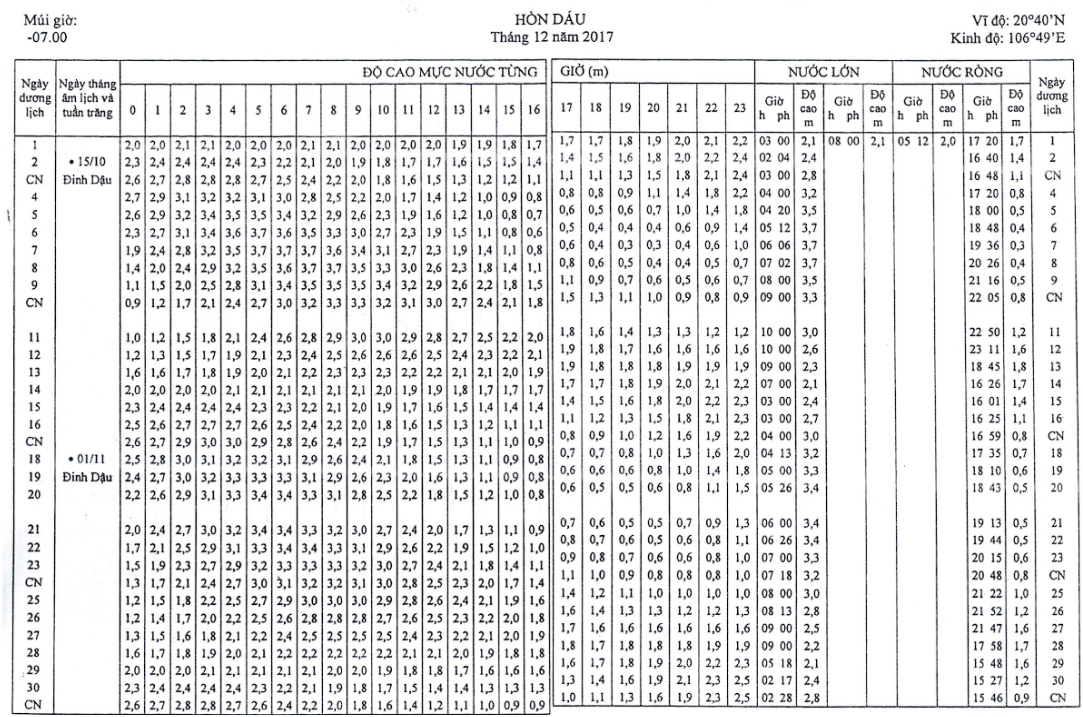 Múi giờ: HÒN DÁU Vĩ độ: 20°40'N
-07.00 Tháng 12 năm 2017 Kinh độ: 106°49'E
Ngày dương lịch Ngày tháng âm lịch và tuần trăng ĐỘ CAO MỰC NƯỚC TỪNG GIỜ (m) NƯỚC LỚN NƯỚC RÒNG Ngày dương lịch
0 1 2 3 4 5 6 7 8 9 10 11 12 13 14 15 16 17 18 19 20 21 22 23 Giờ h ph Độ cao m Giờ h ph Độ cao m Giờ h ph Độ cao m Giờ h ph Độ cao m
1 2,0 2,0 2,1 2,1 2,0 2,0 2,0 2,1 2,1 2,0 2,0 2,0 2,0 1,9 1,9 1,8 1,7 1,7 1,7 1,8 1,9 2,0 2,1 2,2 03 00 2,1 08 00 2,1 05 12 2,0 17 20 1,7 1
2 • 15/10 2,3 2,4 2,4 2,4 2,4 2,3 2,2 2,1 2,0 1,9 1,8 1,7 1,7 1,6 1,5 1,5 1,4 1,4 1,5 1,6 1,8 2,0 2,2 2,4 02 04 2,4 16 40 1,4 2
CN Đinh Dậu 2,6 2,7 2,8 2,8 2,8 2,7 2,5 2,4 2,2 2,0 1,8 1,6 1,5 1,3 1,2 1,2 1,1 1,1 1,1 1,3 1,5 1,8 2,1 2,4 03 00 2,8 16 48 1,1 CN
4 2,7 2,9 3,1 3,2 3,2 3,1 3,0 2,8 2,5 2,2 2,0 1,7 1,4 1,2 1,0 0,9 0,8 0,8 0,8 0,9 1,1 1,4 1,8 2,2 04 00 3,2 17 20 0,8 4
5 2,6 2,9 3,2 3,4 3,5 3,5 3,4 3,2 2,9 2,6 2,3 1,9 1,6 1,2 1,0 0,8 0,7 0,6 0,5 0,6 0,7 1,0 1,4 1,8 04 20 3,5 18 00 0,5 5
6 2,3 2,7 3,1 3,4 3,6 3,7 3,6 3,5 3,3 3,0 2,7 2,3 1,9 1,5 1,1 0,8 0,6 0,5 0,4 0,4 0,4 0,6 0,9 1,4 05 12 3,7 18 48 0,4 6
7 1,9 2,4 2,8 3,2 3,5 3,7 3,7 3,7 3,6 3,4 3,1 2,7 2,3 1,9 1,4 1,1 0,8 0,6 0,4 0,3 0,3 0,4 0,6 1,0 06 06 3,7 19 36 0,3 7
8 1,4 2,0 2,4 2,9 3,2 3,5 3,6 3,7 3,7 3,5 3,3 3,0 2,6 2,3 1,8 1,4 1,1 0,8 0,6 0,5 0,4 0,4 0,5 0,7 07 02 3,7 20 26 0,4 8
9 1,1 1,5 2,0 2,5 2,8 3,1 3,4 3,5 3,5 3,5 3,4 3,2 2,9 2,6 2,2 1,8 1,5 1,1 0,9 0,7 0,6 0,5 0,6 0,7 08 00 3,5 21 16 0,5 9
CN 0,9 1,2 1,7 2,1 2,4 2,7 3,0 3,2 3,3 3,3 3,2 3,1 3,0 2,7 2,4 2,1 1,8 1,5 1,3 1,1 1,0 0,9 0,8 0,9 09 00 3,3 22 05 0,8 CN
11 1,0 1,2 1,5 1,8 2,1 2,4 2,6 2,8 2,9 3,0 3,0 2,9 2,8 2,7 2,5 2,2 2,0 1,8 1,6 1,4 1,3 1,3 1,2 1,2 10 00 3,0 22 50 1,2 11
12 1,2 1,3 1,5 1,7 1,9 2,1 2,3 2,4 2,5 2,6 2,6 2,6 2,5 2,4 2,3 2,2 2,1 1,9 1,8 1,7 1,6 1,6 1,6 1,6 10 00 2,6 23 11 1,6 12
13 1,6 1,6 1,7 1,8 1,9 2,0 2,1 2,2 2,3 2,3 2,3 2,2 2,2 2,1 2,1 2,0 1,9 1,9 1,8 1,8 1,8 1,9 1,9 1,9 09 00 2,3 18 45 1,8 13
14 2,0 2,0 2,0 2,0 2,1 2,1 2,1 2,1 2,1 2,1 2,0 1,9 1,9 1,8 1,7 1,7 1,7 1,7 1,7 1,8 1,9 2,0 2,1 2,2 07 00 2,1 16 26 1,7 14
15 2,3 2,4 2,4 2,4 2,4 2,3 2,3 2,2 2,1 2,0 1,9 1,7 1,6 1,5 1,4 1,4 1,4 1,4 1,5 1,6 1,8 2,0 2,2 2,3 03 00 2,4 16 01 1,4 15
16 2,5 2,6 2,7 2,7 2,7 2,6 2,5 2,4 2,2 2,0 1,8 1,6 1,5 1,3 1,2 1,1 1,1 1,1 1,2 1,3 1,5 1,8 2,1 2,3 03 00 2,7 16 25 1,1 16
CN 2,6 2,7 2,9 3,0 3,0 2,9 2,8 2,6 2,4 2,2 1,9 1,7 1,5 1,3 1,1 1,0 0,9 0,8 0,9 1,0 1,2 1,6 1,9 2,2 04 00 3,0 16 59 0,8 CN
18 • 01/11 2,5 2,8 3,0 3,1 3,2 3,2 3,1 2,9 2,6 2,4 2,1 1,8 1,5 1,3 1,1 0,9 0,8 0,7 0,7 0,8 1,0 1,3 1,6 2,0 04 13 3,2 17 35 0,7 18
19 Đinh Dậu 2,4 2,7 3,0 3,2 3,3 3,3 3,3 3,1 2,9 2,6 2,3 2,0 1,6 1,3 1,1 0,9 0,8 0,6 0,6 0,6 0,8 1,0 1,4 1,8 05 00 3,3 18 10 0,6 19
20 2,2 2,6 2,9 3,1 3,3 3,4 3,4 3,3 3,1 2,8 2,5 2,2 1,8 1,5 1,2 1,0 0,8 0,6 0,5 0,5 0,6 0,8 1,1 1,5 05 26 3,4 18 43 0,5 20
21 2,0 2,4 2,7 3,0 3,2 3,4 3,4 3,3 3,2 3,0 2,7 2,4 2,0 1,7 1,3 1,1 0,9 0,7 0,6 0,5 0,5 0,7 0,9 1,3 06 00 3,4 19 13 0,5 21
22 1,7 2,1 2,5 2,9 3,1 3,3 3,4 3,4 3,3 3,1 2,9 2,6 2,2 1,9 1,5 1,2 1,0 0,8 0,7 0,6 0,5 0,6 0,8 1,1 06 26 3,4 19 44 0,5 22
23 1,5 1,9 2,3 2,7 2,9 3,2 3,3 3,3 3,3 3,2 3,0 2,7 2,4 2,1 1,8 1,4 1,1 0,9 0,8 0,7 0,6 0,6 0,8 1,0 07 00 3,3 20 15 0,6 23
CN 1,3 1,7 2,1 2,4 2,7 3,0 3,1 3,2 3,2 3,1 3,0 2,8 2,5 2,3 2,0 1,7 1,4 1,1 1,0 0,9 0,8 0,8 0,8 1,0 07 18 3,2 20 48 0,8 CN
25 1,2 1,5 1,8 2,2 2,5 2,7 2,9 3,0 3,0 3,0 2,9 2,8 2,6 2,4 2,1 1,9 1,6 1,4 1,2 1,1 1,0 1,0 1,0 1,0 08 00 3,0 21 22 1,0 25
26 1,2 1,4 1,7 2,0 2,2 2,5 2,6 2,8 2,8 2,8 2,7 2,6 2,5 2,3 2,2 2,0 1,8 1,6 1,4 1,3 1,3 1,2 1,2 1,3 08 13 2,8 21 52 1,2 26
27 1,3 1,5 1,6 1,8 2,1 2,2 2,4 2,5 2,5 2,5 2,5 2,4 2,3 2,2 2,1 2,0 1,9 1,7 1,6 1,6 1,6 1,6 1,6 1,6 09 00 2,5 21 47 1,6 27
28 1,6 1,7 1,8 1,9 2,0 2,1 2,2 2,2 2,2 2,2 2,2 2,1 2,1 2,0 1,9 1,8 1,8 1,8 1,7 1,8 1,8 1,8 1,9 1,9 09 00 2,2 17 58 1,7 28
29 2,0 2,0 2,0 2,1 2,1 2,1 2,1 2,1 2,0 2,0 1,9 1,8 1,8 1,7 1,6 1,6 1,6 1,6 1,7 1,8 1,9 2,0 2,2 2,3 05 18 2,1 15 48 1,6 29
30 2,3 2,4 2,4 2,4 2,4 2,3 2,2 2,1 1,9 1,8 1,7 1,5 1,4 1,4 1,3 1,3 1,3 1,3 1,4 1,6 1,9 2,1 2,3 2,5 02 17 2,4 15 27 1,2 30
CN 2,6 2,7 2,8 2,8 2,7 2,6 2,4 2,2 2,0 1,8 1,6 1,4 1,2 1,1 1,0 0,9 0,9 1,0 1,1 1,3 1,6 1,9 2,3 2,5 02 28 2,8 15 46 0,9 CN